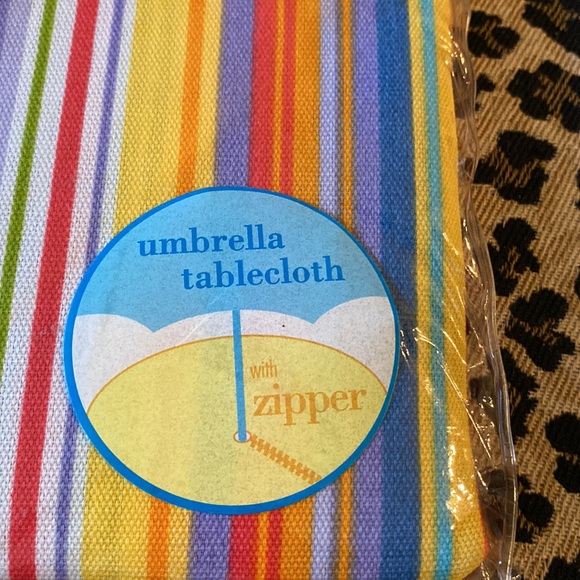 umbrella
tablecloth
with
zipper